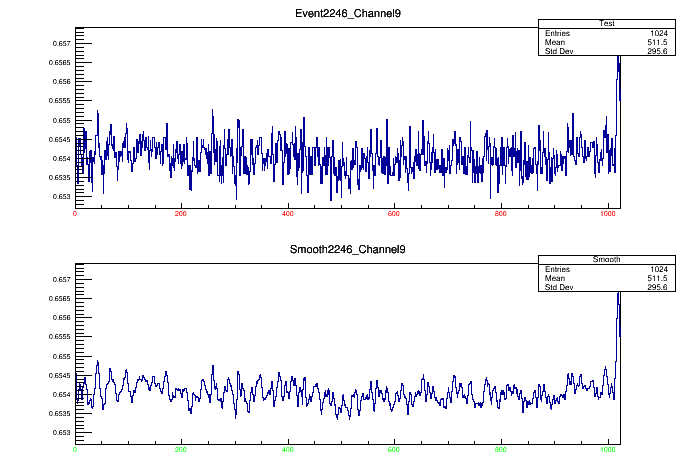 Event2246_Channel9
Test
Entries 1024
Mean 511.5
Std Dev 295.6
0.657
0.6565
0.656
0.6555
0.655
0.6545
0.654
0.6535
0.653
0 200 400 600 800 1000
Smooth2246_Channel9
Smooth
Entries 1024
Mean 511.5
Std Dev 295.6
0.657
0.6565
0.656
0.6555
0.655
0.6545
0.654
0.6535
0.653
0 200 400 600 800 1000